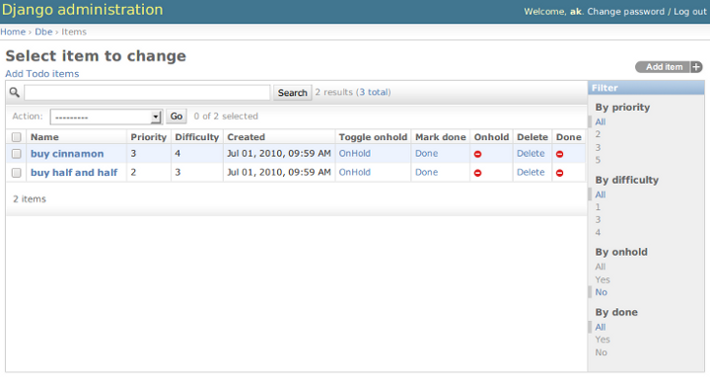 Django administration
Welcome, ak. Change password / Log out
Home › Dbe › Items
Select item to change
Add Todo items
Add item +
Search 2 results (3 total)
Action: --------- Go 0 of 2 selected
Name Priority Difficulty Created Toggle onhold Mark done Onhold Delete Done
buy cinnamon 3 4 Jul 01, 2010, 09:59 AM OnHold Done Delete
buy half and half 2 3 Jul 01, 2010, 09:59 AM OnHold Done Delete
2 items
Filter
By priority
All
2
3
5
By difficulty
All
1
3
4
By onhold
All
Yes
No
By done
All
Yes
No